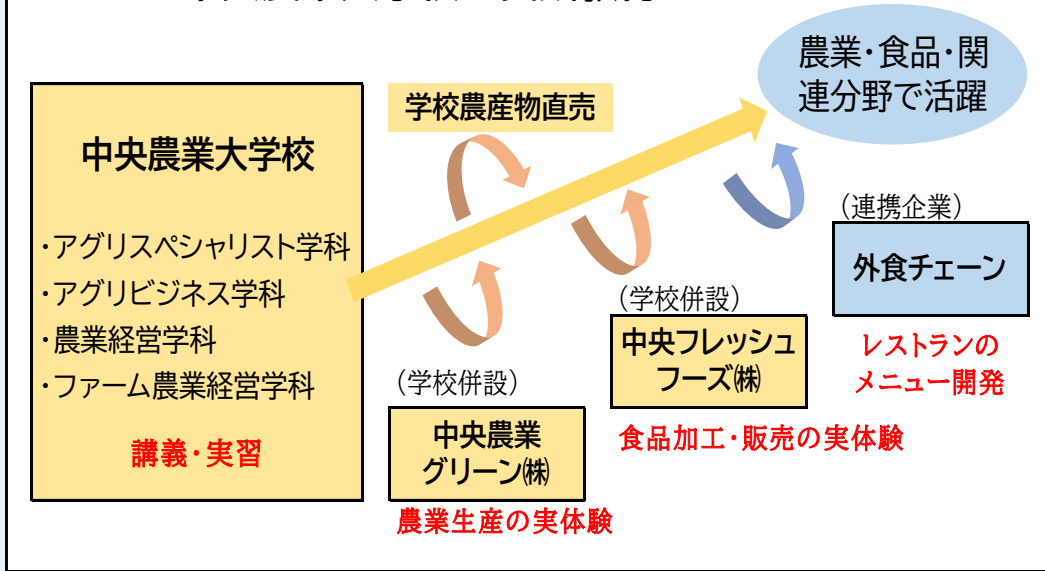 農業・食品・関
連分野で活躍
学校農産物直売
中央農業大学校
・アグリスペシャリスト学科
・アグリビジネス学科
・農業経営学科
・ファーム農業経営学科
講義・実習
(連携企業)
外食チェーン
レストランの
メニュー開発
(学校併設)
中央フレッシュ
フーズ㈱
食品加工・販売の実体験
(学校併設)
中央農業
グリーン㈱
農業生産の実体験